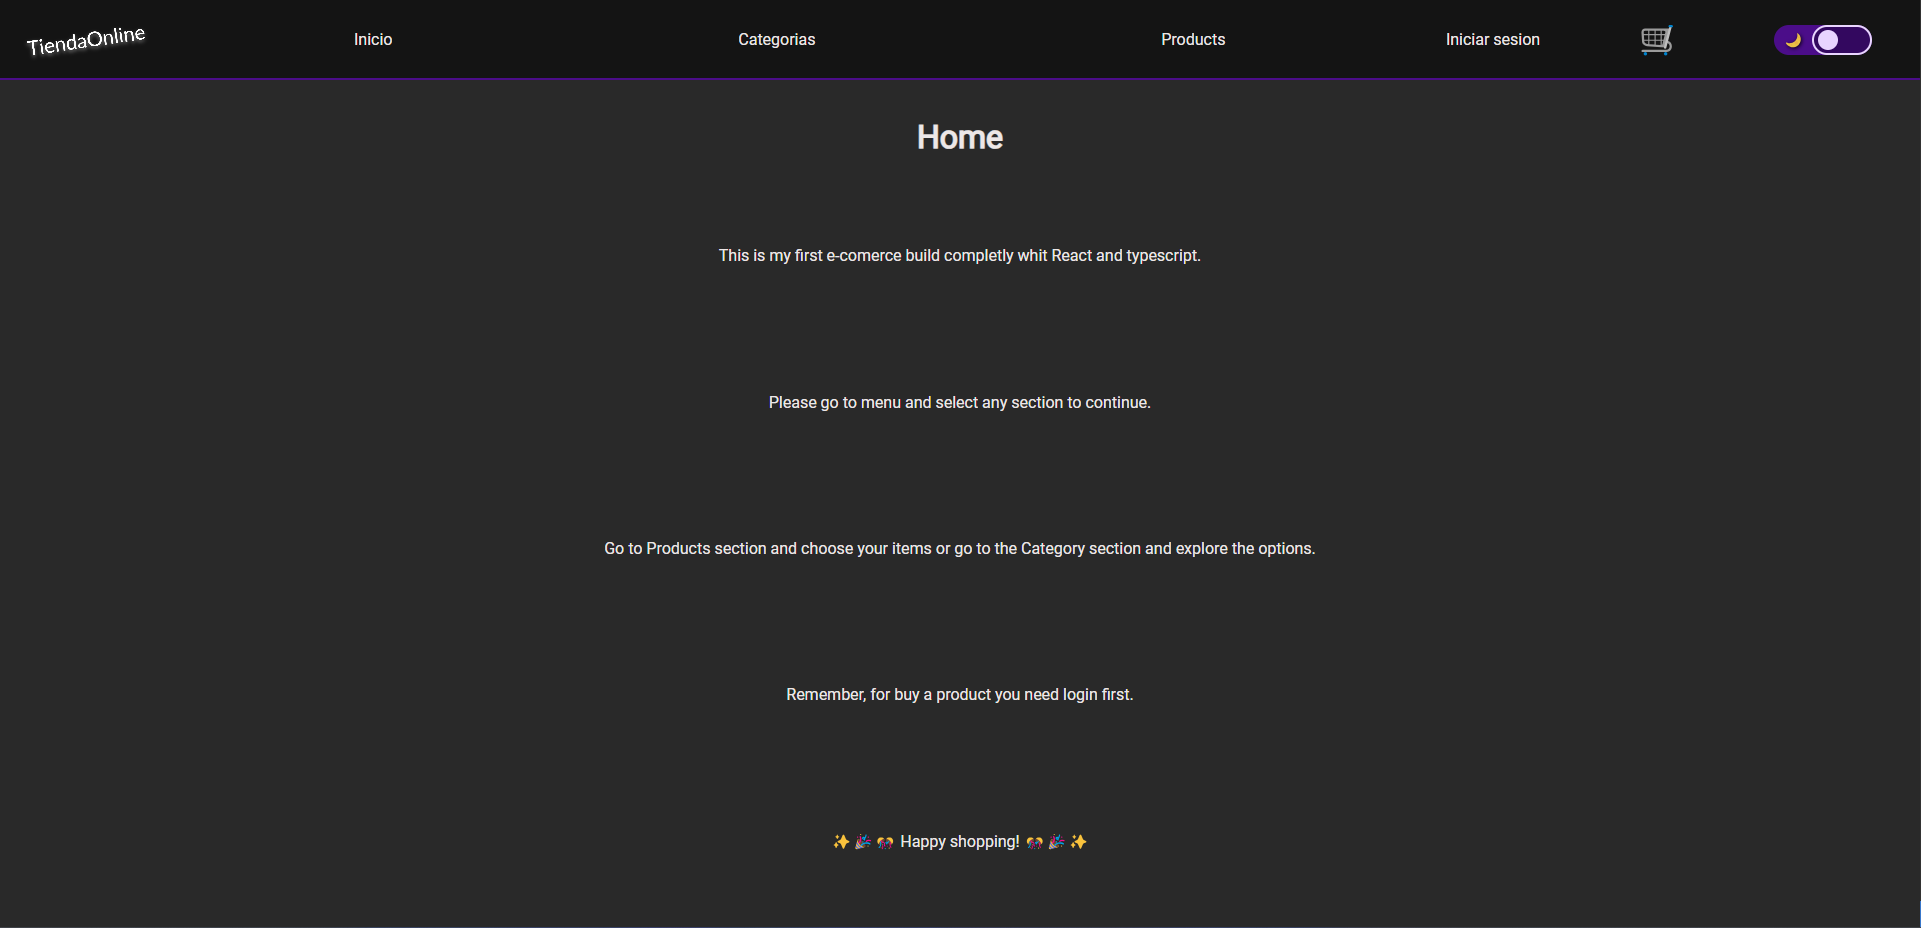 TiendaOnline
Inicio
Categorias
Products
Iniciar sesion
Home
This is my first e-comerce build completly whit React and typescript.
Please go to menu and select any section to continue.
Go to Products section and choose your items or go to the Category section and explore the options.
Remember, for buy a product you need login first.
✨ 🎉 🎊 Happy shopping! 🎊 🎉 ✨